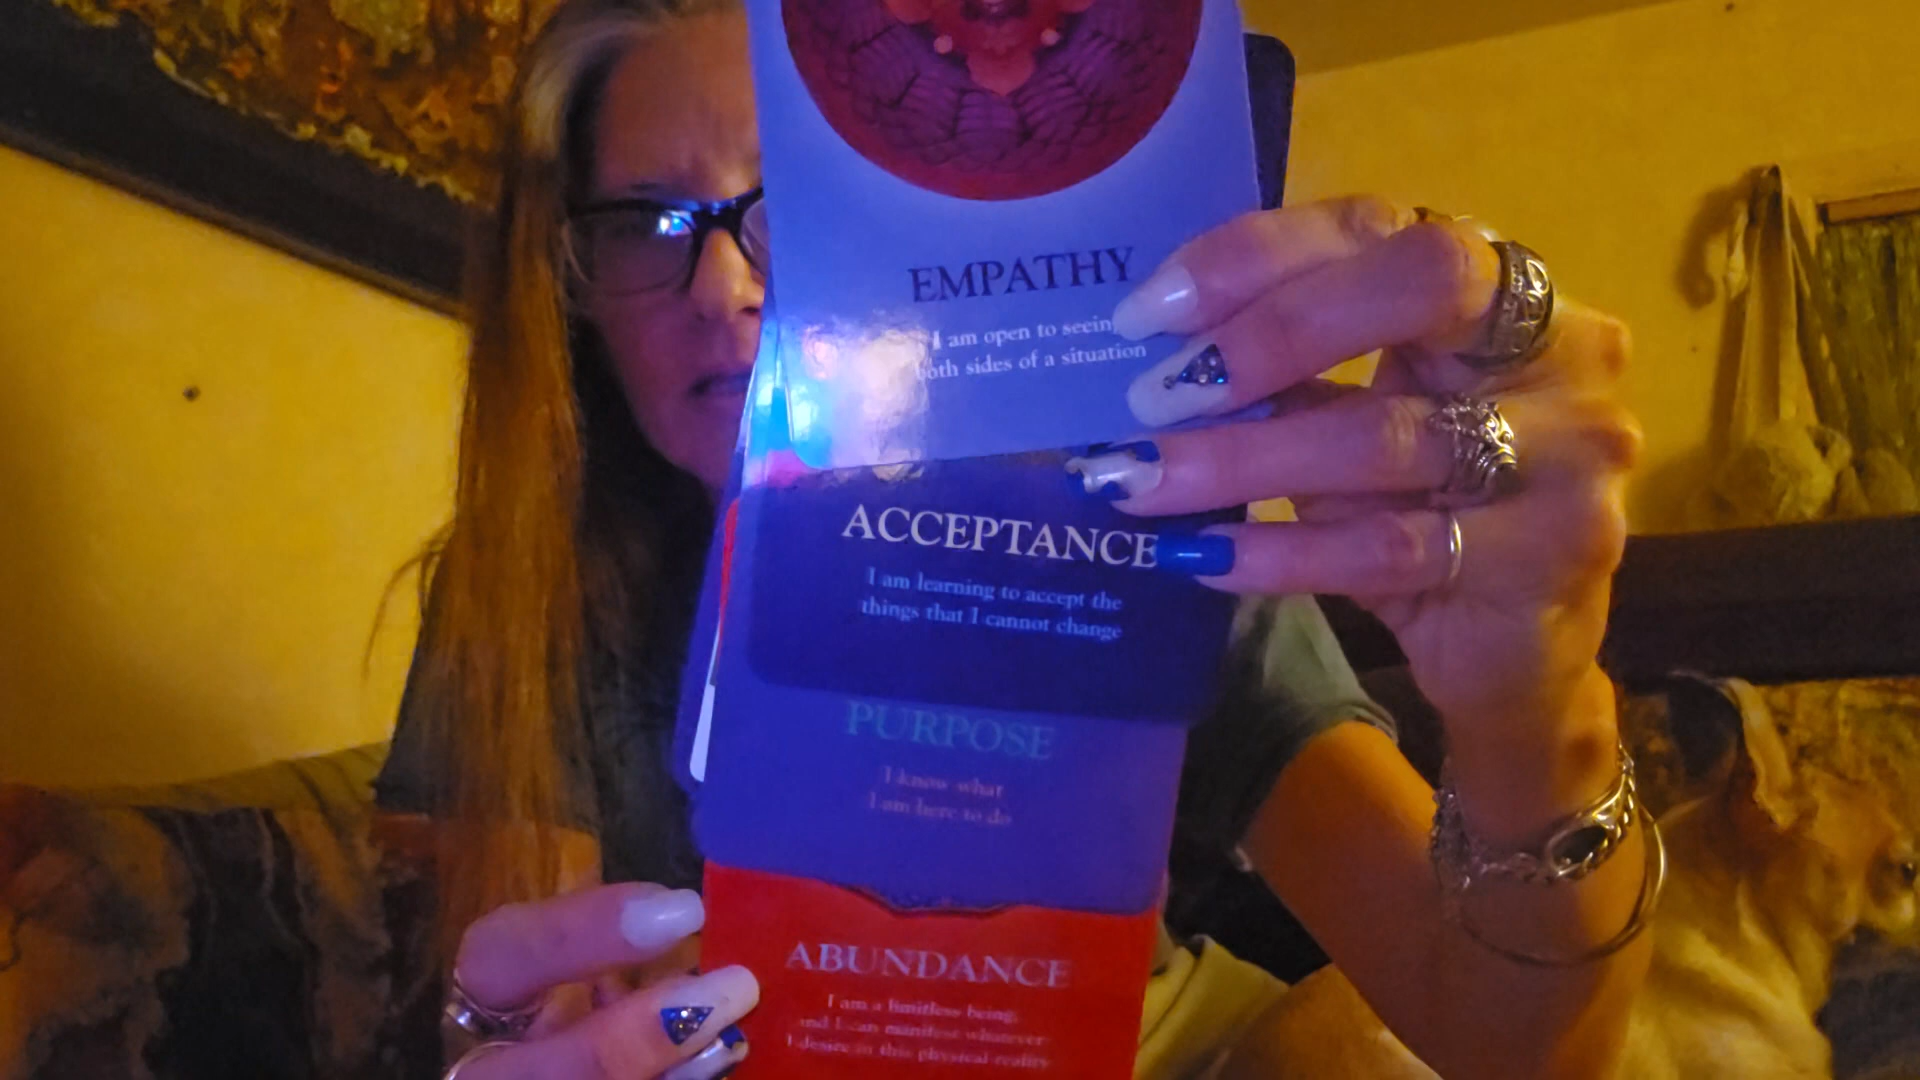 EMPATHY
I am open to seeing
both sides of a situation
ACCEPTANCE
I am learning to accept the
things that I cannot change
PURPOSE
I know what
I am here to do
ABUNDANCE
I am a limitless being,
and I can manifest whatever
I desire in this physical reality